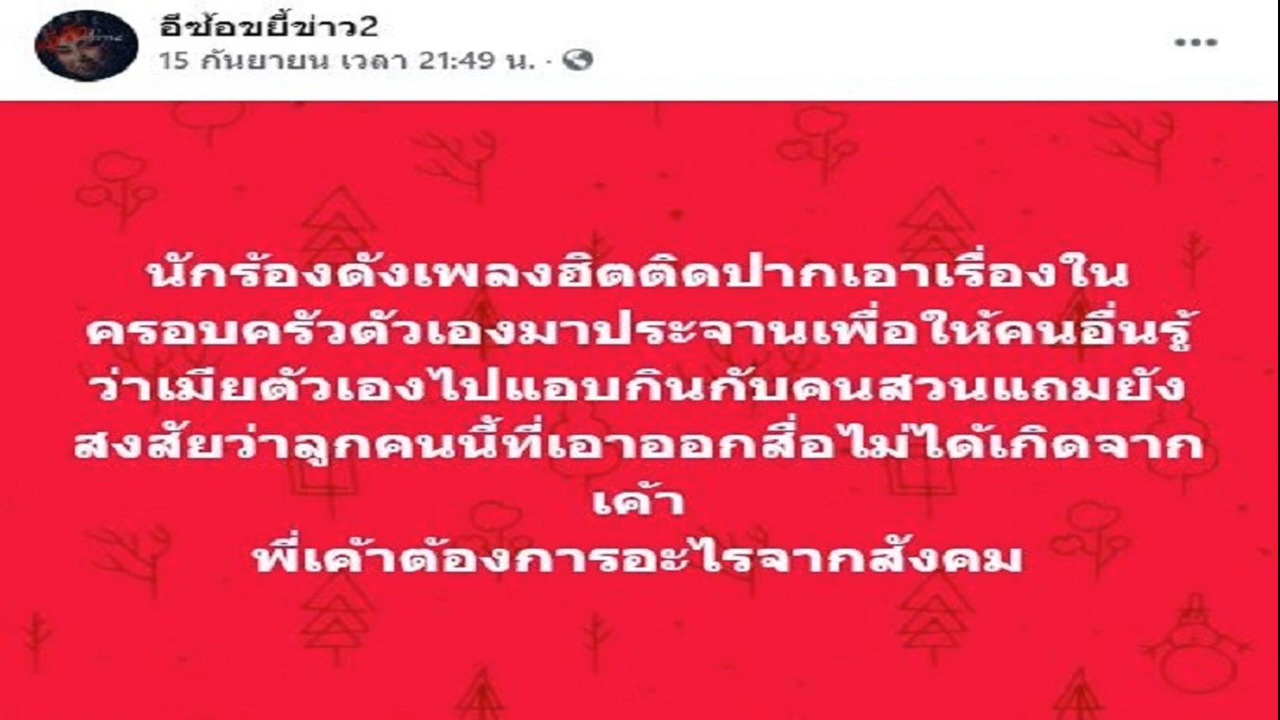 อีซ้อขยี้ข่าว2
15 กันยายน เวลา 21:49 น. ·
นักร้องดังเพลงฮิตติดปากเอาเรื่องใน
ครอบครัวตัวเองมาประจานเพื่อให้คนอื่นรู้
ว่าเมียตัวเองไปแอบกินกับคนสวนแถมยัง
สงสัยว่าลูกคนนี้ที่เอาออกสื่อไม่ได้เกิดจาก
เค้า
พี่เค้าต้องการอะไรจากสังคม